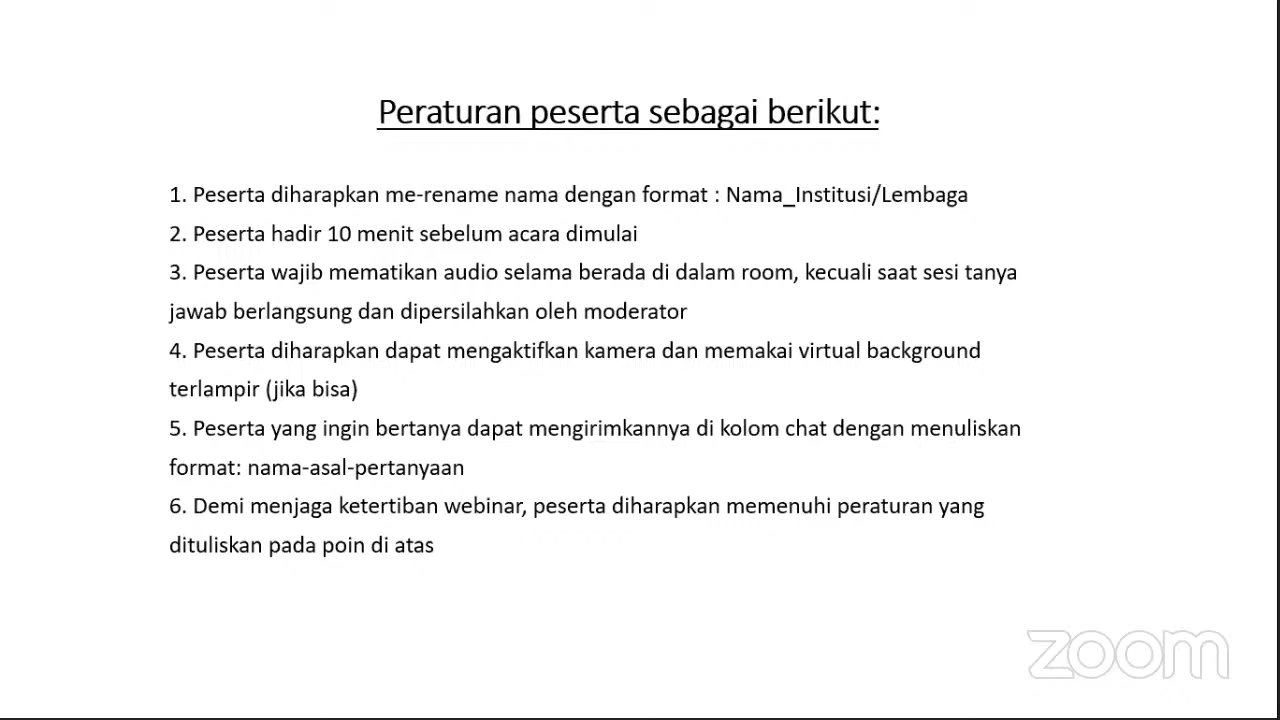 Peraturan peserta sebagai berikut:
1. Peserta diharapkan me-rename nama dengan format : Nama_Institusi/Lembaga
2. Peserta hadir 10 menit sebelum acara dimulai
3. Peserta wajib mematikan audio selama berada di dalam room, kecuali saat sesi tanya
jawab berlangsung dan dipersilahkan oleh moderator
4. Peserta diharapkan dapat mengaktifkan kamera dan memakai virtual background
terlampir (jika bisa)
5. Peserta yang ingin bertanya dapat mengirimkannya di kolom chat dengan menuliskan
format: nama-asal-pertanyaan
6. Demi menjaga ketertiban webinar, peserta diharapkan memenuhi peraturan yang
dituliskan pada poin di atas
zoom